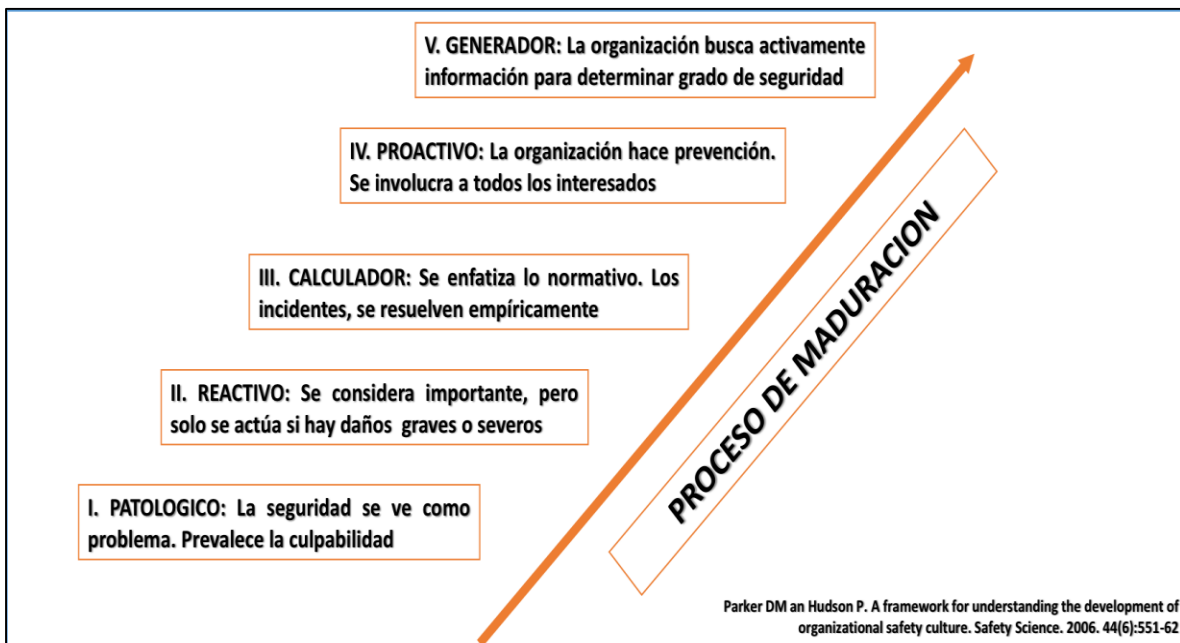 V. GENERADOR: La organización busca activamente
información para determinar grado de seguridad
IV. PROACTIVO: La organización hace prevención.
Se involucra a todos los interesados
III. CALCULADOR: Se enfatiza lo normativo. Los
incidentes, se resuelven empíricamente
II. REACTIVO: Se considera importante, pero
solo se actúa si hay daños graves o severos
I. PATOLOGICO: La seguridad se ve como
problema. Prevalece la culpabilidad
PROCESO DE MADURACION
Parker DM an Hudson P. A framework for understanding the development of
organizational safety culture. Safety Science. 2006. 44(6):551-62